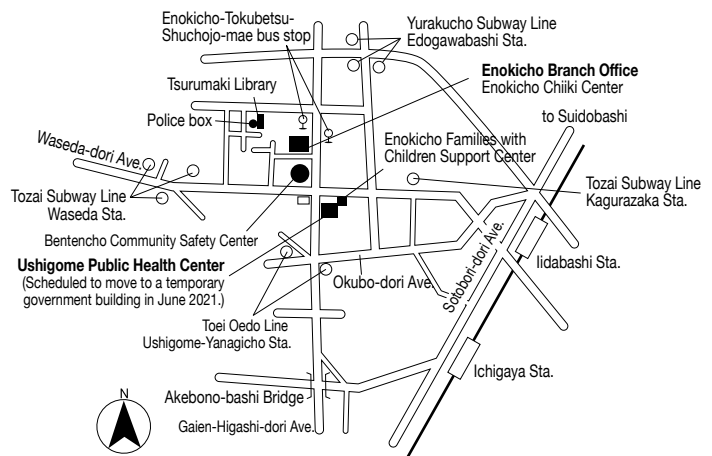 Enokicho-Tokubetsu-
Shuchojo-mae bus stop
Yurakucho Subway Line
Edogawabashi Sta.
Tsurumaki Library
Enokicho Branch Office
Enokicho Chiiki Center
Police box
to Suidobashi
Enokicho Families with
Children Support Center
Waseda-dori Ave.
Tozai Subway Line
Waseda Sta.
Tozai Subway Line
Kagurazaka Sta.
Bentencho Community Safety Center
Ushigome Public Health Center
(Scheduled to move to a temporary
government building in June 2021.)
Iidabashi Sta.
Okubo-dori Ave.
Sotobori-dori Ave.
Toei Oedo Line
Ushigome-Yanagicho Sta.
Ichigaya Sta.
Akebono-bashi Bridge
Gaien-Higashi-dori Ave.
N